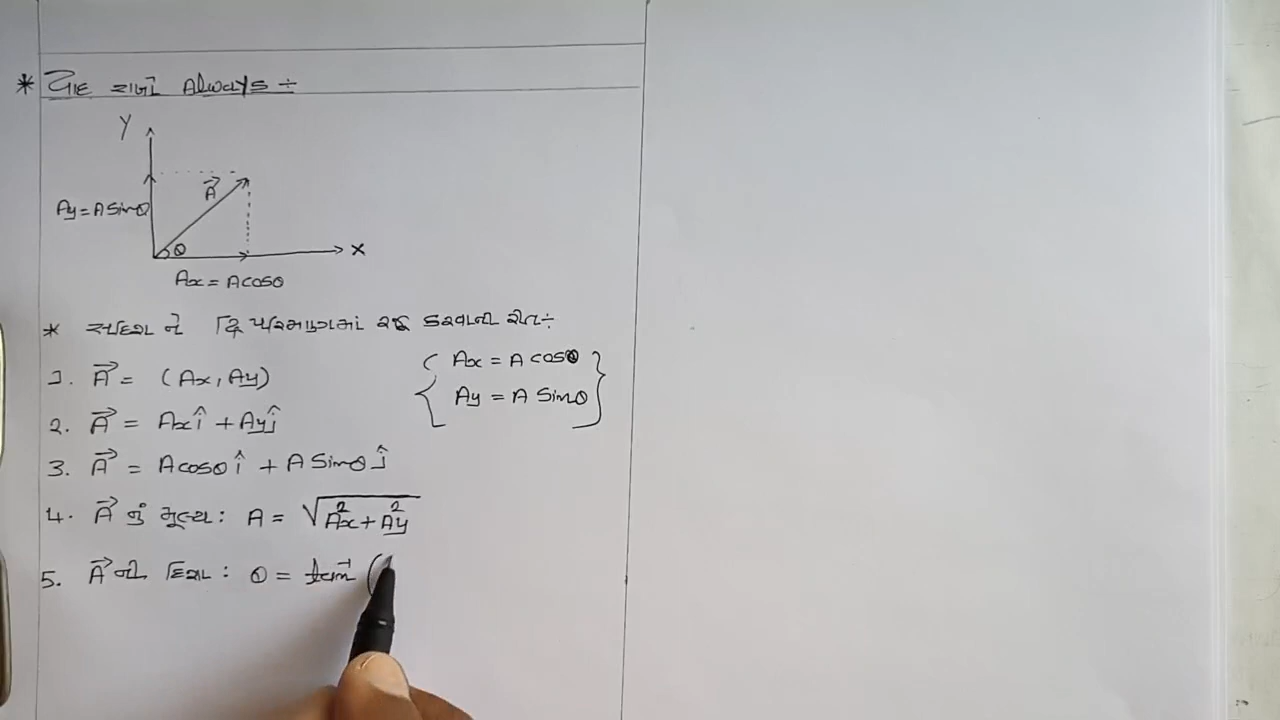 * યાદ રાખો Always ÷
Y
A⃗
Ay = A Sinθ
θ
X
Ax = A cosθ
* સદિશ ને દ્વિ પરિમાણમાં રજૂ કરવાની રીત ÷
1. A⃗ = (Ax, Ay)
{ Ax = A cosθ
Ay = A Sinθ }
2. A⃗ = Ax î + Ay ĵ
3. A⃗ = A cosθ î + A Sinθ ĵ
4. A⃗ નું મૂલ્ય : A = √(Ax² + Ay²)
5. A⃗ ની દિશા : θ = tan⁻¹ (